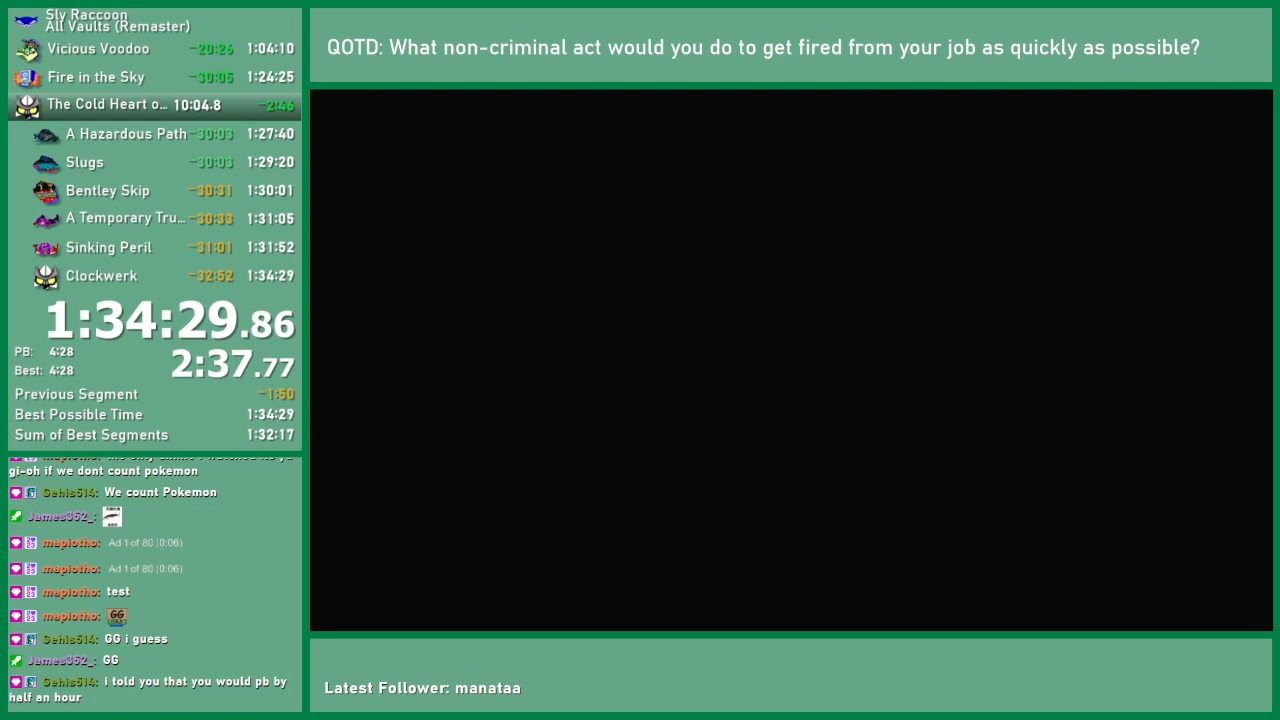 Sly Raccoon
All Vaults (Remaster)
Vicious Voodoo -20:26 1:04:10
Fire in the Sky -30:05 1:24:25
The Cold Heart o... 10:04.8 -2:46
A Hazardous Path -30:03 1:27:40
Slugs -30:03 1:29:20
Bentley Skip -30:31 1:30:01
A Temporary Tru... -30:33 1:31:05
Sinking Peril -31:01 1:31:52
Clockwerk -32:52 1:34:29
1:34:29.86
PB: 4:28
Best: 4:28
2:37.77
Previous Segment -1:50
Best Possible Time 1:34:29
Sum of Best Segments 1:32:17
gi-oh if we dont count pokemon
Gehis514: We count Pokemon
James352_:
mapiotho: Ad 1 of 80 (0:06)
mapiotho: Ad 1 of 80 (0:06)
mapiotho: test
mapiotho: GG
Gehis514: GG i guess
James352_: GG
Gehis514: i told you that you would pb by
half an hour
QOTD: What non-criminal act would you do to get fired from your job as quickly as possible?
Latest Follower: manataa